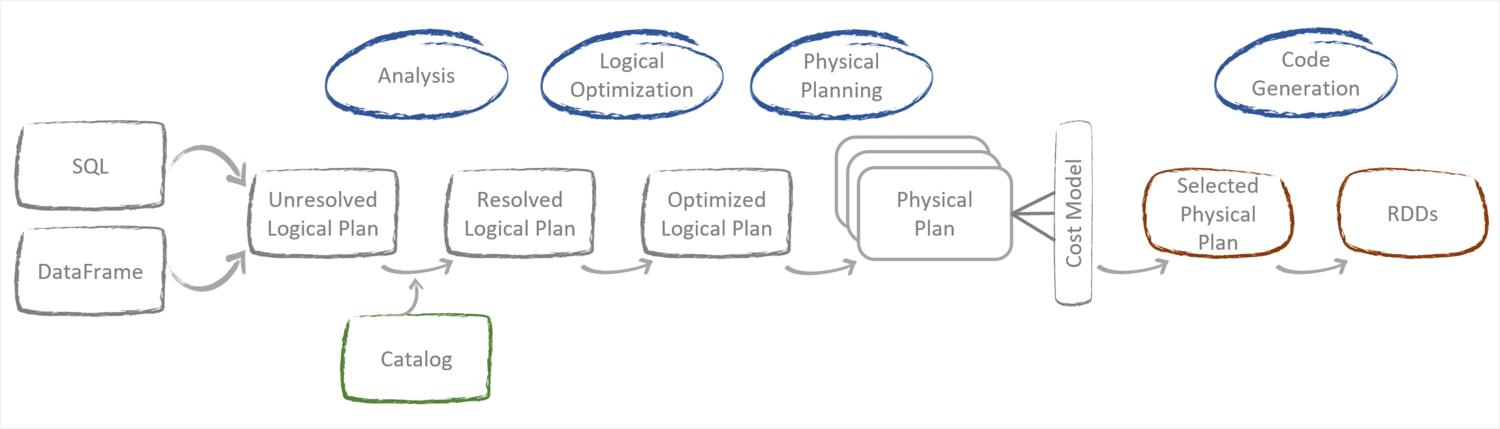 Analysis
Logical
Optimization
Physical
Planning
Code
Generation
SQL
DataFrame
Unresolved
Logical Plan
Resolved
Logical Plan
Optimized
Logical Plan
Physical
Plan
Cost Model
Selected
Physical
Plan
RDDs
Catalog